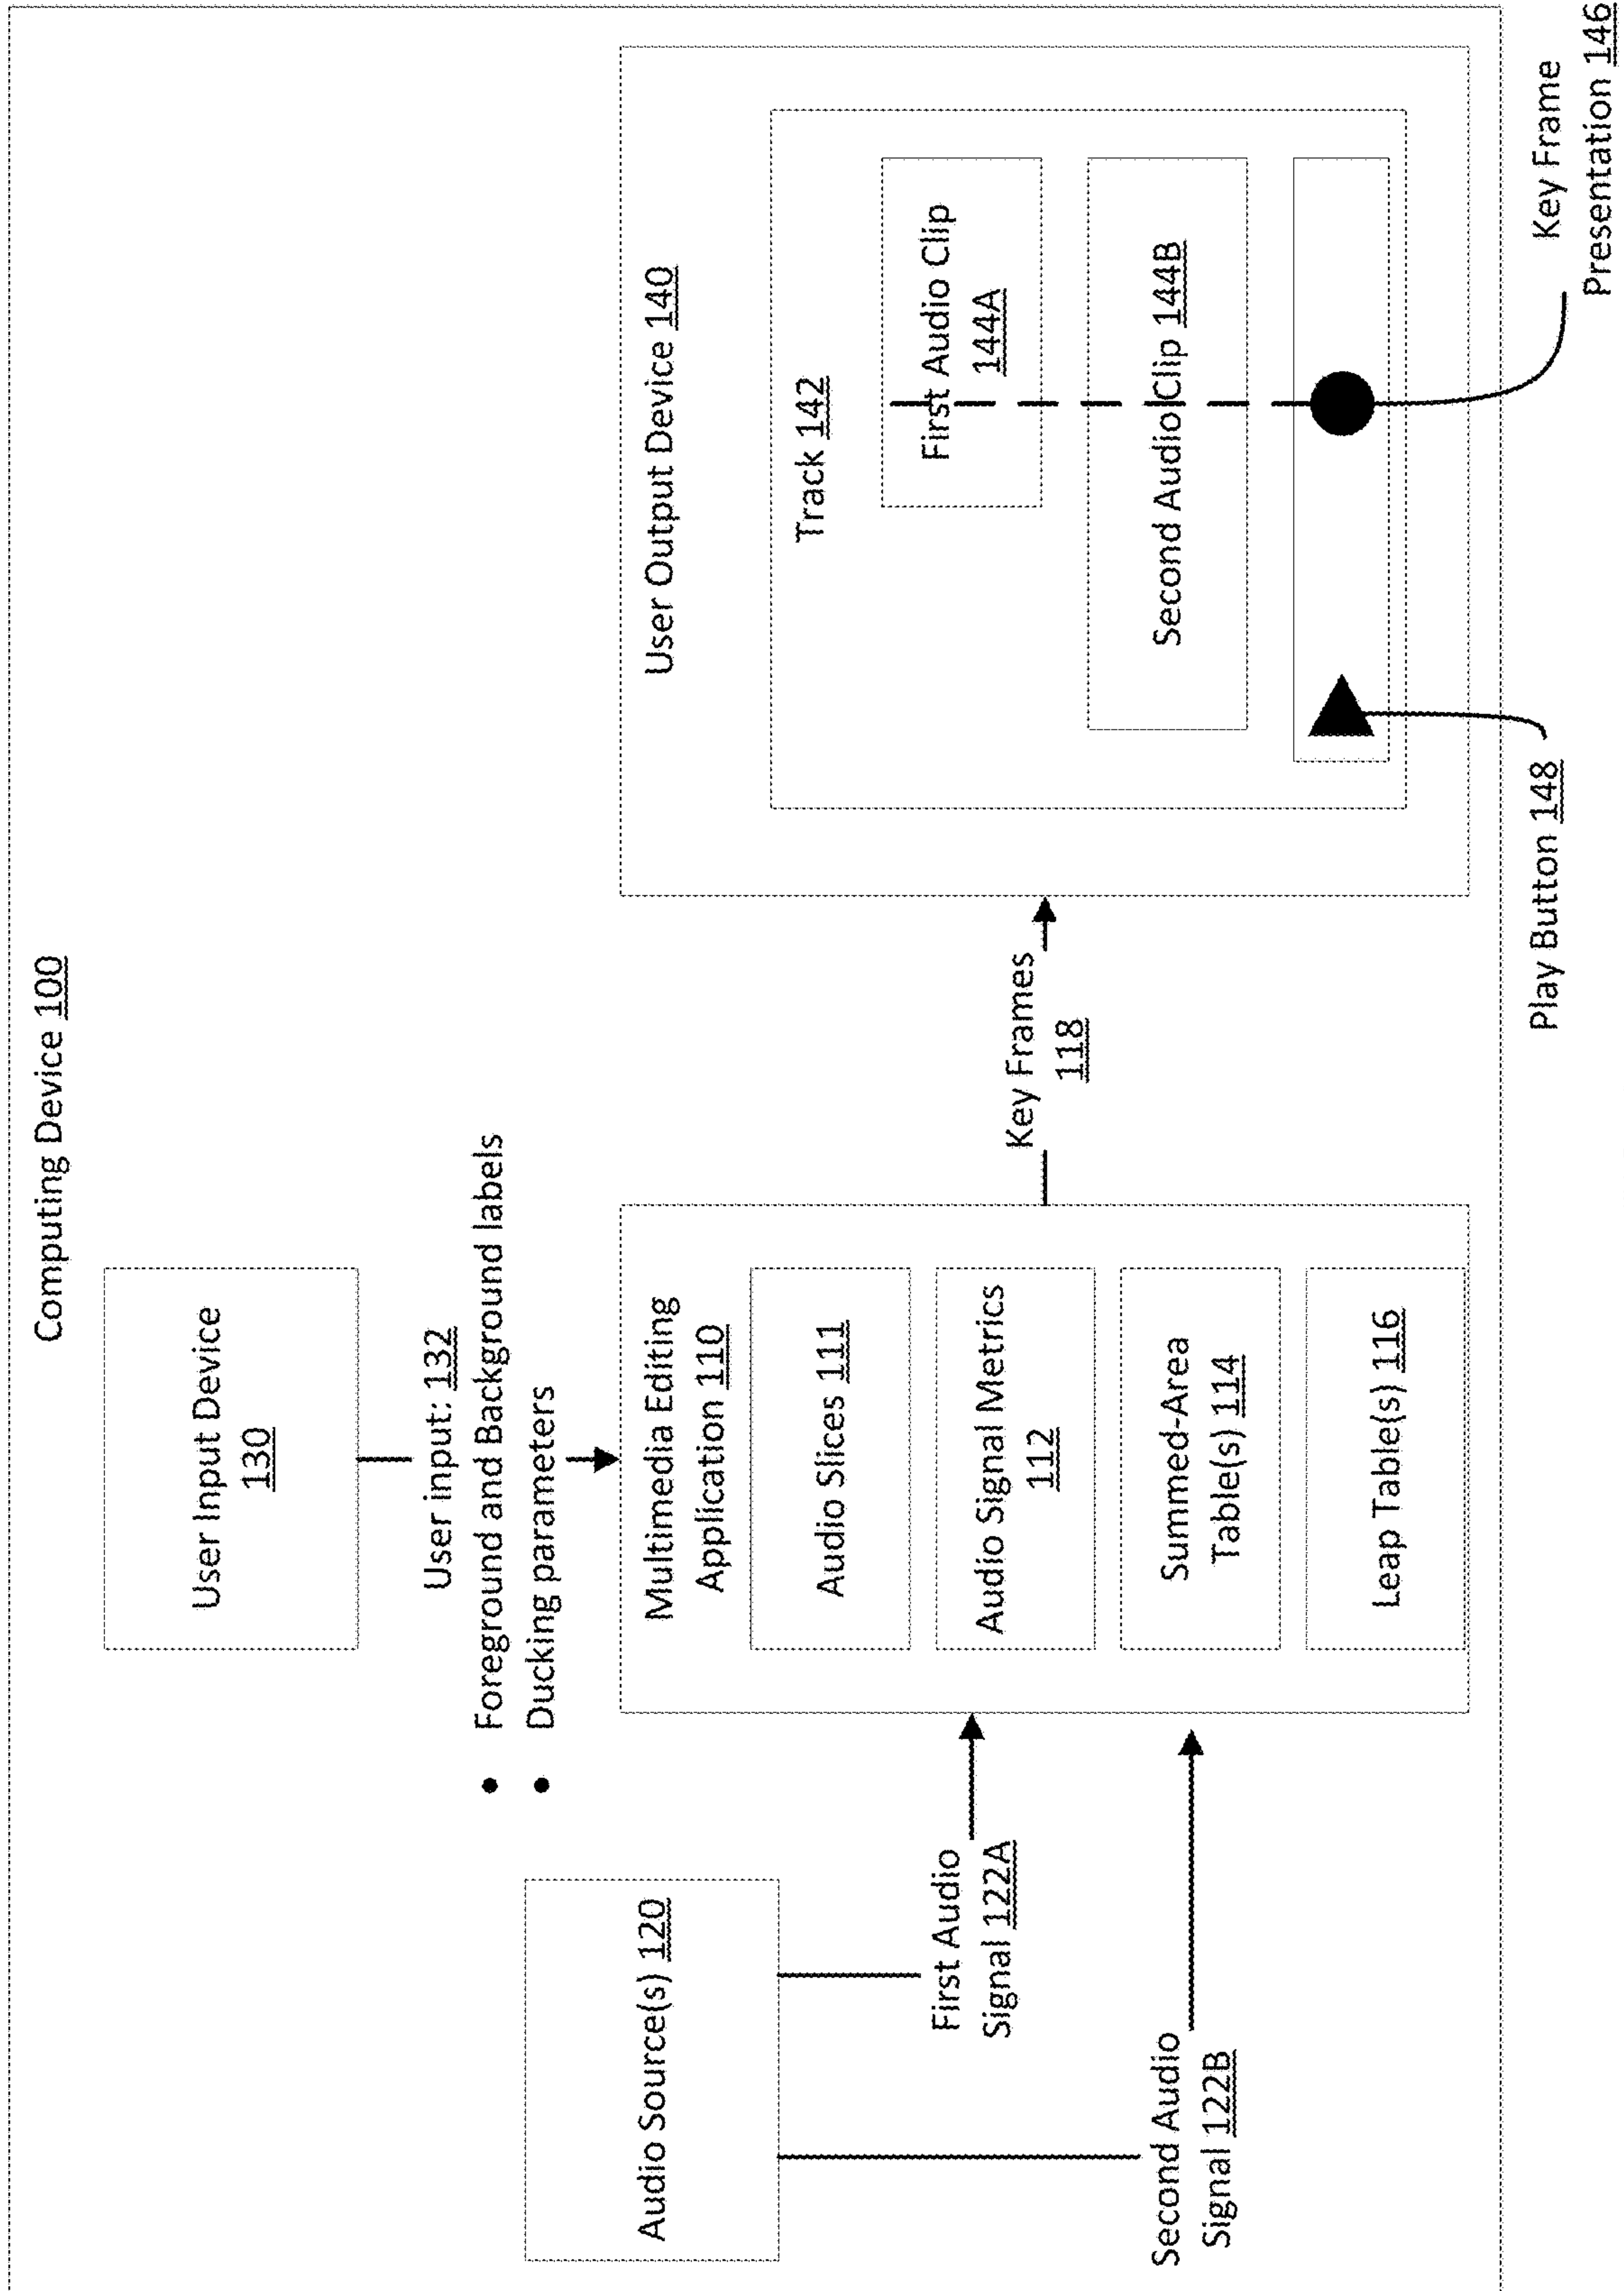 Computing Device 100
User Input Device
130
User input: 132
• Foreground and Background labels
• Ducking parameters
Audio Source(s) 120
First Audio
Signal 122A
Second Audio
Signal 122B
Multimedia Editing
Application 110
Audio Slices 111
Audio Signal Metrics
112
Summed-Area
Table(s) 114
Leap Table(s) 116
Key Frames
118
User Output Device 140
Track 142
First Audio Clip
144A
Second Audio Clip 144B
Play Button 148
Key Frame
Presentation 146